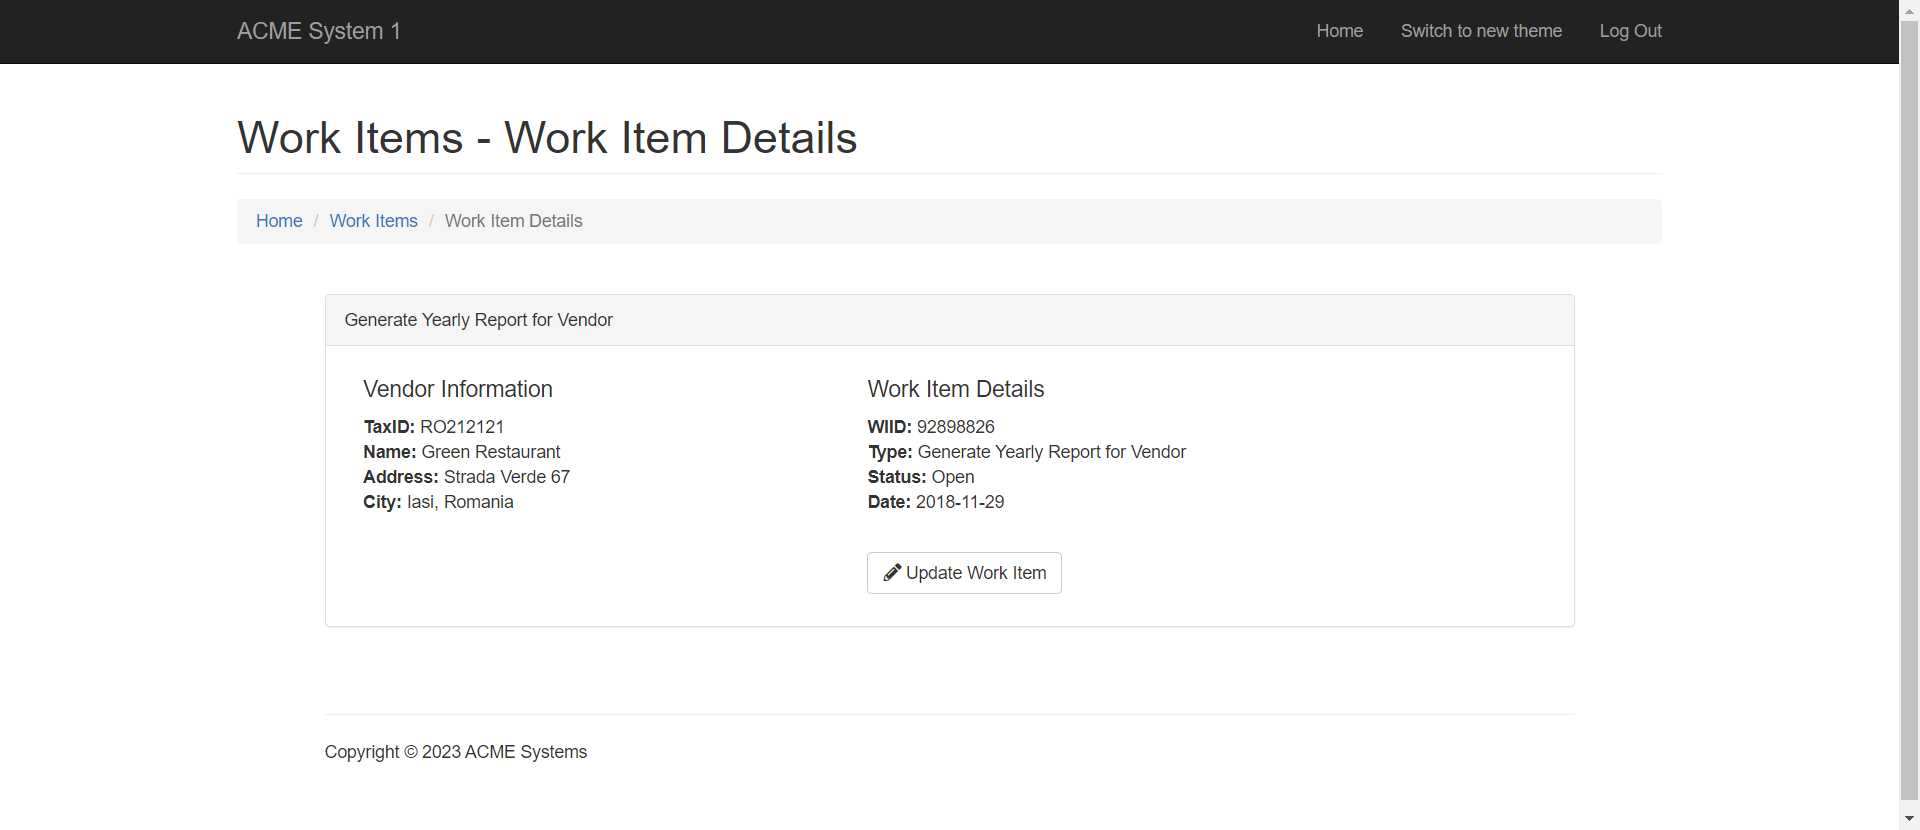 ACME System 1
Home
Switch to new theme
Log Out
Work Items - Work Item Details
Home / Work Items / Work Item Details
Generate Yearly Report for Vendor
Vendor Information
TaxID: RO212121
Name: Green Restaurant
Address: Strada Verde 67
City: Iasi, Romania
Work Item Details
WIID: 92898826
Type: Generate Yearly Report for Vendor
Status: Open
Date: 2018-11-29
Update Work Item
Copyright © 2023 ACME Systems